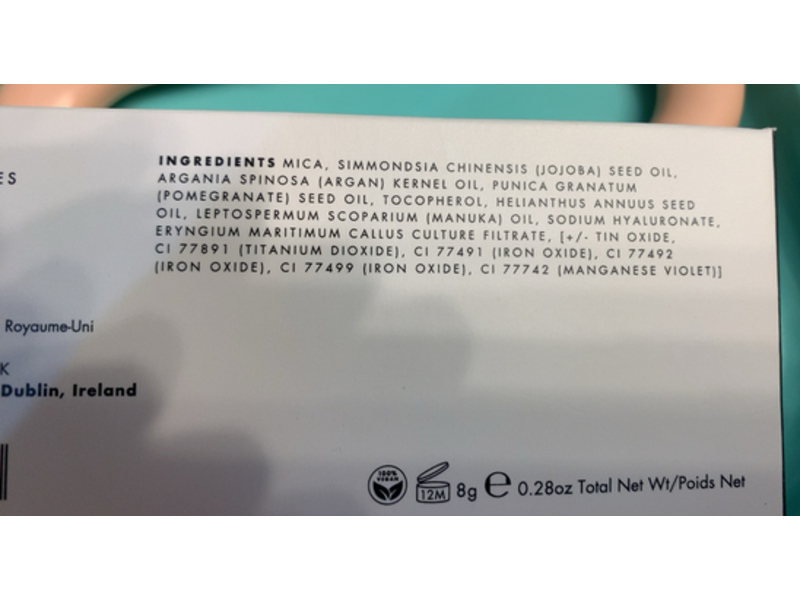 INGREDIENTS MICA, SIMMONDSIA CHINENSIS (JOJOBA) SEED OIL,
ARGANIA SPINOSA (ARGAN) KERNEL OIL, PUNICA GRANATUM
(POMEGRANATE) SEED OIL, TOCOPHEROL, HELIANTHUS ANNUUS SEED
OIL, LEPTOSPERMUM SCOPARIUM (MANUKA) OIL, SODIUM HYALURONATE,
ERYNGIUM MARITIMUM CALLUS CULTURE FILTRATE, [+/- TIN OXIDE,
CI 77891 (TITANIUM DIOXIDE), CI 77491 (IRON OXIDE), CI 77492
(IRON OXIDE), CI 77499 (IRON OXIDE), CI 77742 (MANGANESE VIOLET)]
ES
Royaume-Uni
K
Dublin, Ireland
100%
VEGAN
12M 8g e 0.28oz Total Net Wt/Poids Net